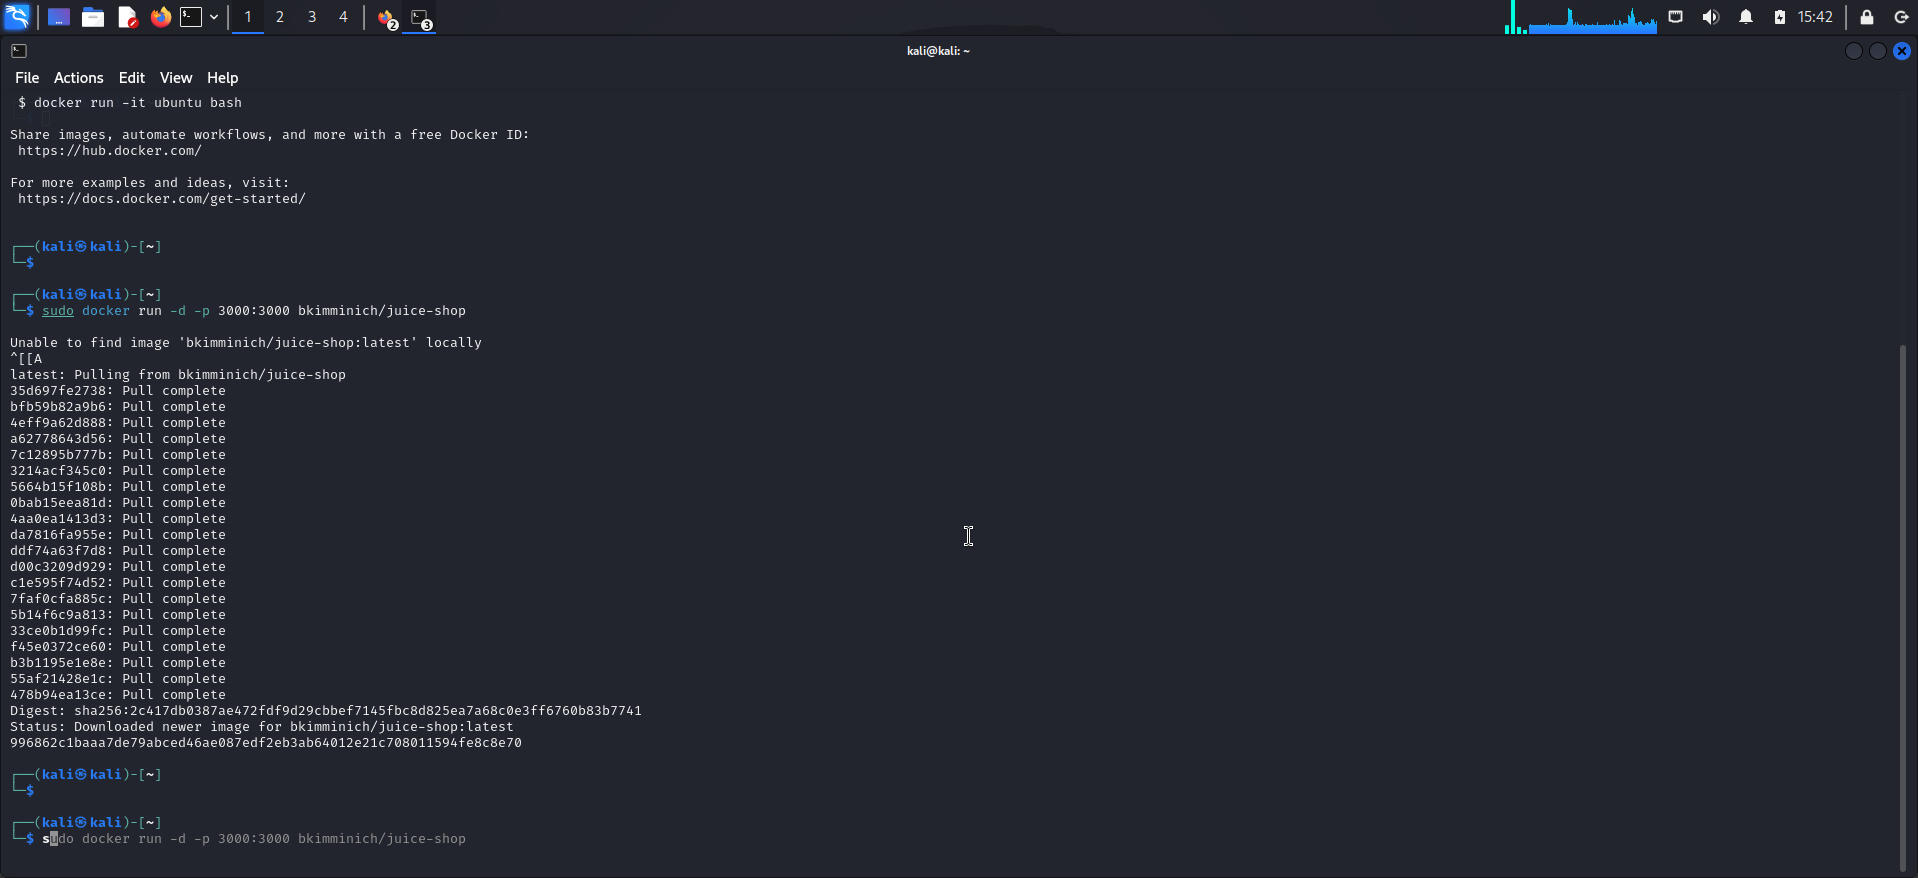 1 2 3 4 2 3 15:42
kali@kali: ~
File Actions Edit View Help
$ docker run -it ubuntu bash
Share images, automate workflows, and more with a free Docker ID:
https://hub.docker.com/
For more examples and ideas, visit:
https://docs.docker.com/get-started/
┌──(kali㉿kali)-[~]
└─$
┌──(kali㉿kali)-[~]
└─$ sudo docker run -d -p 3000:3000 bkimminich/juice-shop
Unable to find image 'bkimminich/juice-shop:latest' locally
^[[A
latest: Pulling from bkimminich/juice-shop
35d697fe2738: Pull complete
bfb59b82a9b6: Pull complete
4eff9a62d888: Pull complete
a62778643d56: Pull complete
7c12895b777b: Pull complete
3214acf345c0: Pull complete
5664b15f108b: Pull complete
0bab15eea81d: Pull complete
4aa0ea1413d3: Pull complete
da7816fa955e: Pull complete
ddf74a63f7d8: Pull complete
d00c3209d929: Pull complete
c1e595f74d52: Pull complete
7faf0cfa885c: Pull complete
5b14f6c9a813: Pull complete
33ce0b1d99fc: Pull complete
f45e0372ce60: Pull complete
b3b1195e1e8e: Pull complete
55af21428e1c: Pull complete
478b94ea13ce: Pull complete
Digest: sha256:2c417db0387ae472fdf9d29cbbef7145fbc8d825ea7a68c0e3ff6760b83b7741
Status: Downloaded newer image for bkimminich/juice-shop:latest
996862c1baaa7de79abced46ae087edf2eb3ab64012e21c708011594fe8c8e70
┌──(kali㉿kali)-[~]
└─$
┌──(kali㉿kali)-[~]
└─$ sudo docker run -d -p 3000:3000 bkimminich/juice-shop